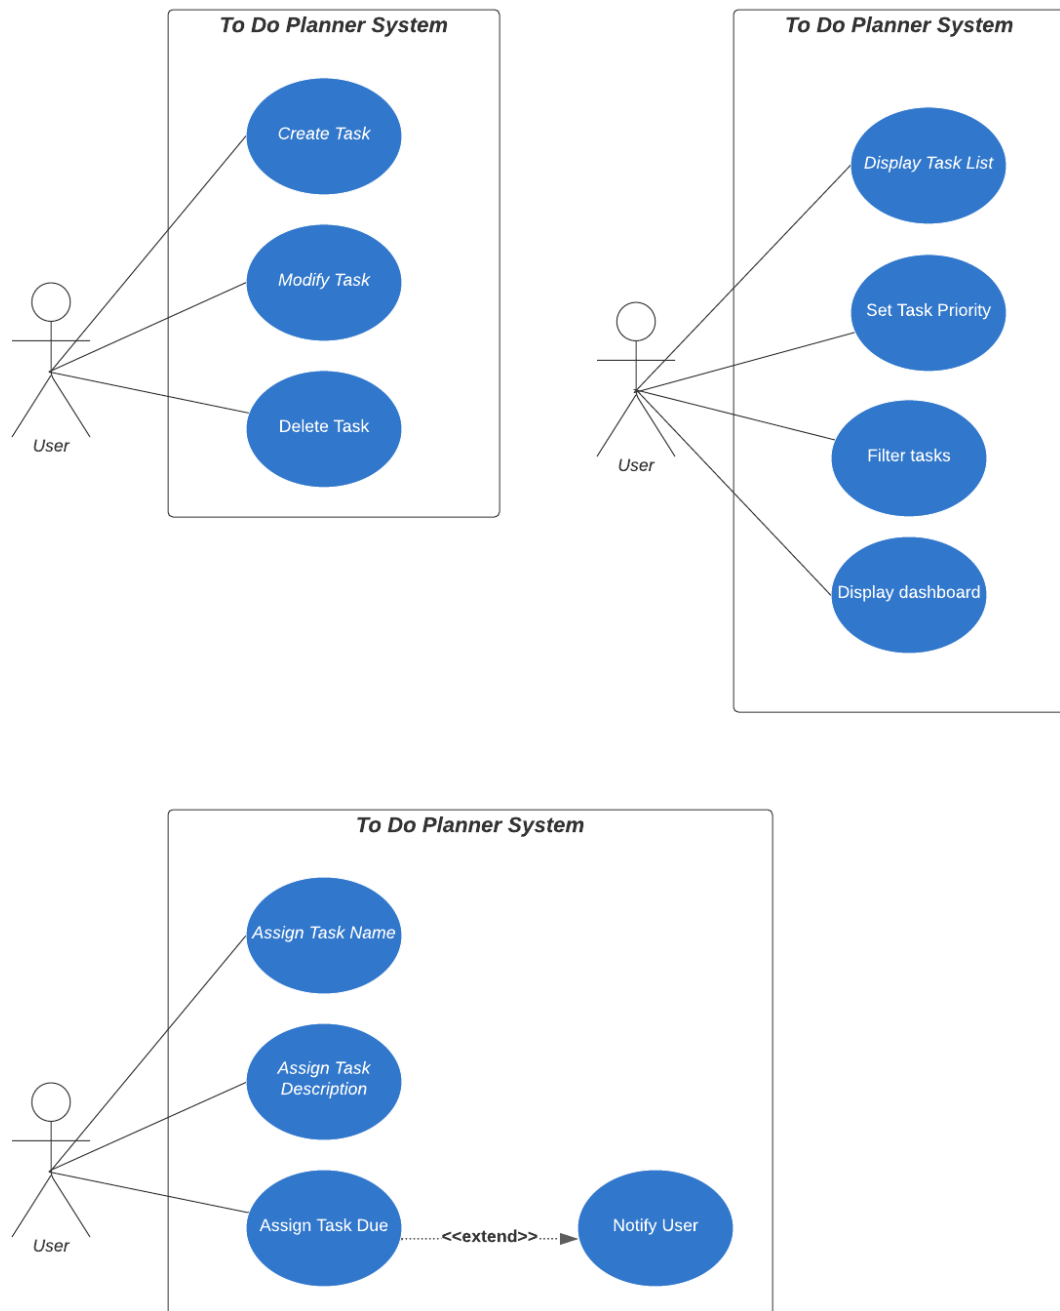 To Do Planner System
Create Task
Modify Task
Delete Task
User
To Do Planner System
Display Task List
Set Task Priority
Filter tasks
Display dashboard
User
To Do Planner System
Assign Task Name
Assign Task
Description
Assign Task Due
<<extend>>
Notify User
User